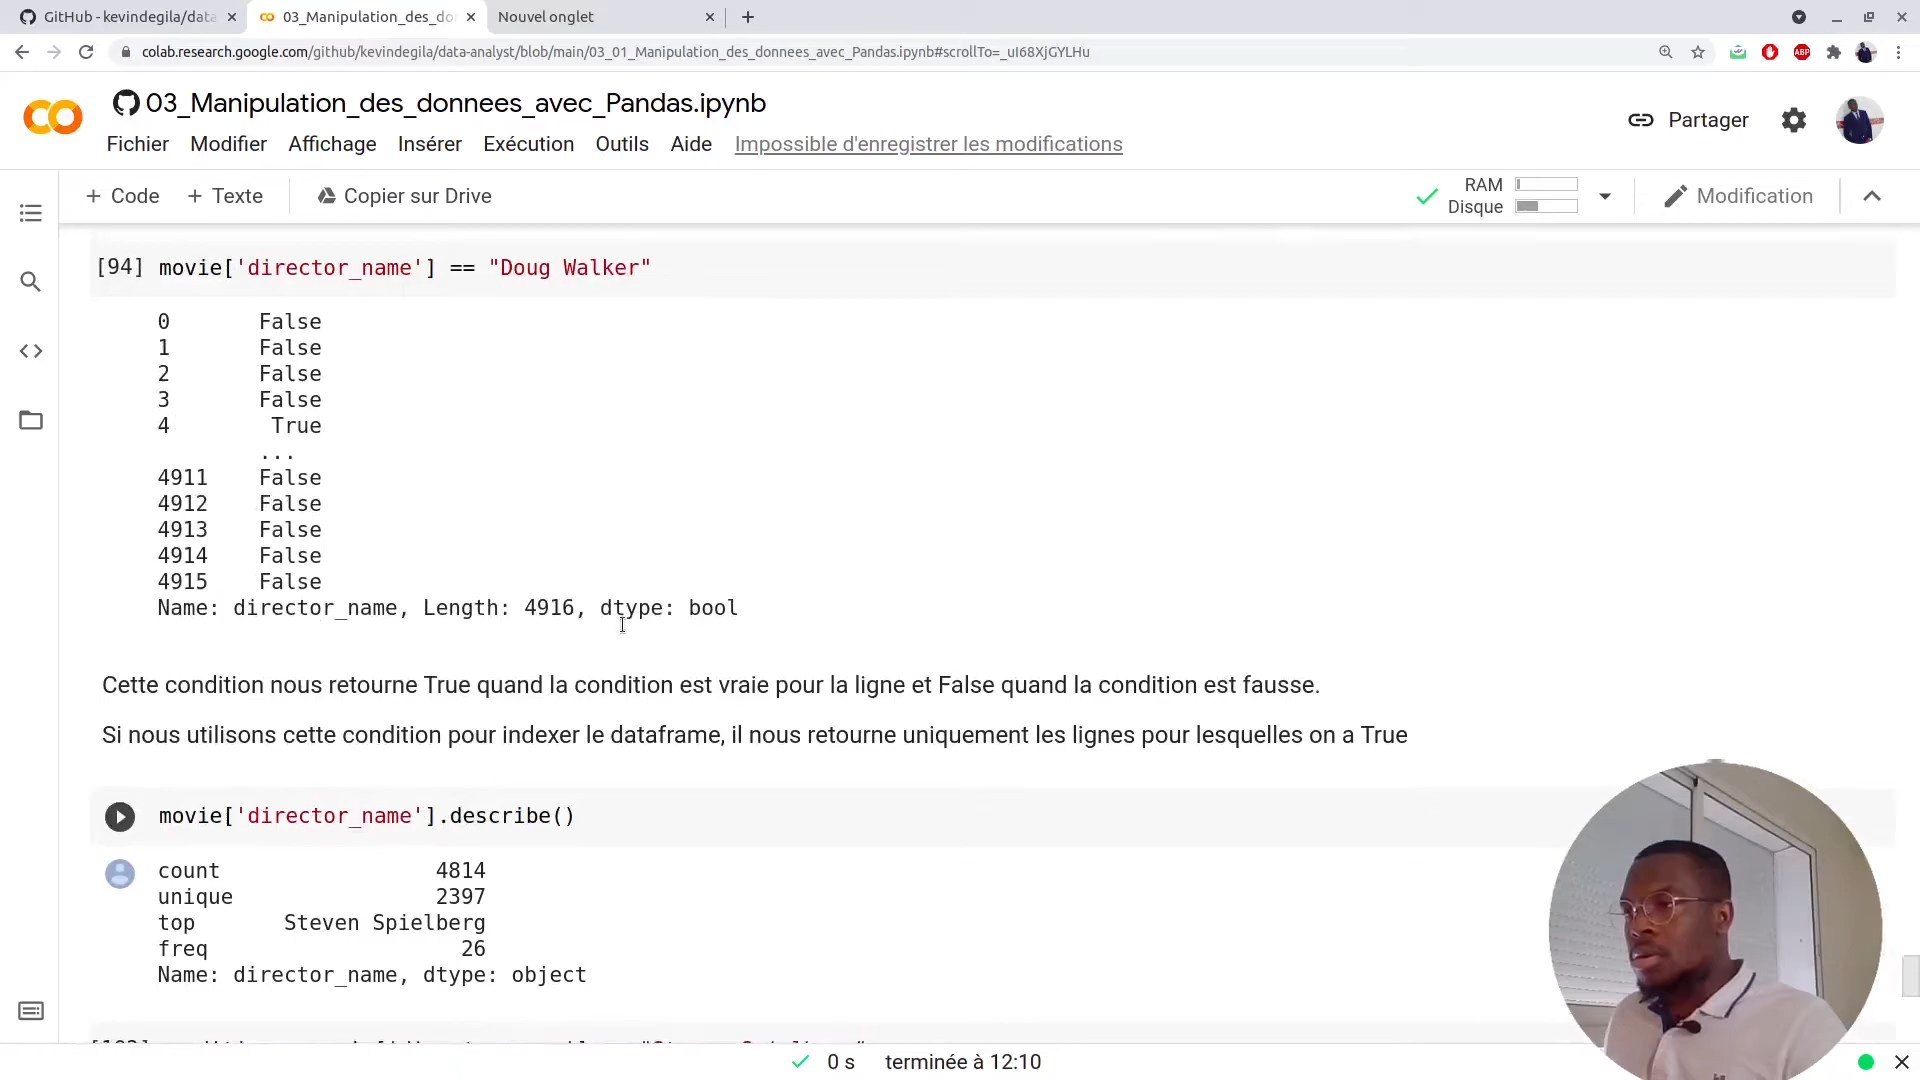 GitHub - kevindegila/data
03_Manipulation_des_do
Nouvel onglet
colab.research.google.com/github/kevindegila/data-analyst/blob/main/03_01_Manipulation_des_donnees_avec_Pandas.ipynb#scrollTo=_uI68XjGYLHu
ABP
03_Manipulation_des_donnees_avec_Pandas.ipynb
Partager
Fichier Modifier Affichage Insérer Exécution Outils Aide Impossible d'enregistrer les modifications
+ Code + Texte Copier sur Drive
RAM
Disque
Modification
[94] movie['director_name'] == "Doug Walker"
0 False
1 False
2 False
3 False
4 True
...
4911 False
4912 False
4913 False
4914 False
4915 False
Name: director_name, Length: 4916, dtype: bool
Cette condition nous retourne True quand la condition est vraie pour la ligne et False quand la condition est fausse.
Si nous utilisons cette condition pour indexer le dataframe, il nous retourne uniquement les lignes pour lesquelles on a True
movie['director_name'].describe()
count 4814
unique 2397
top Steven Spielberg
freq 26
Name: director_name, dtype: object
0 s terminée à 12:10